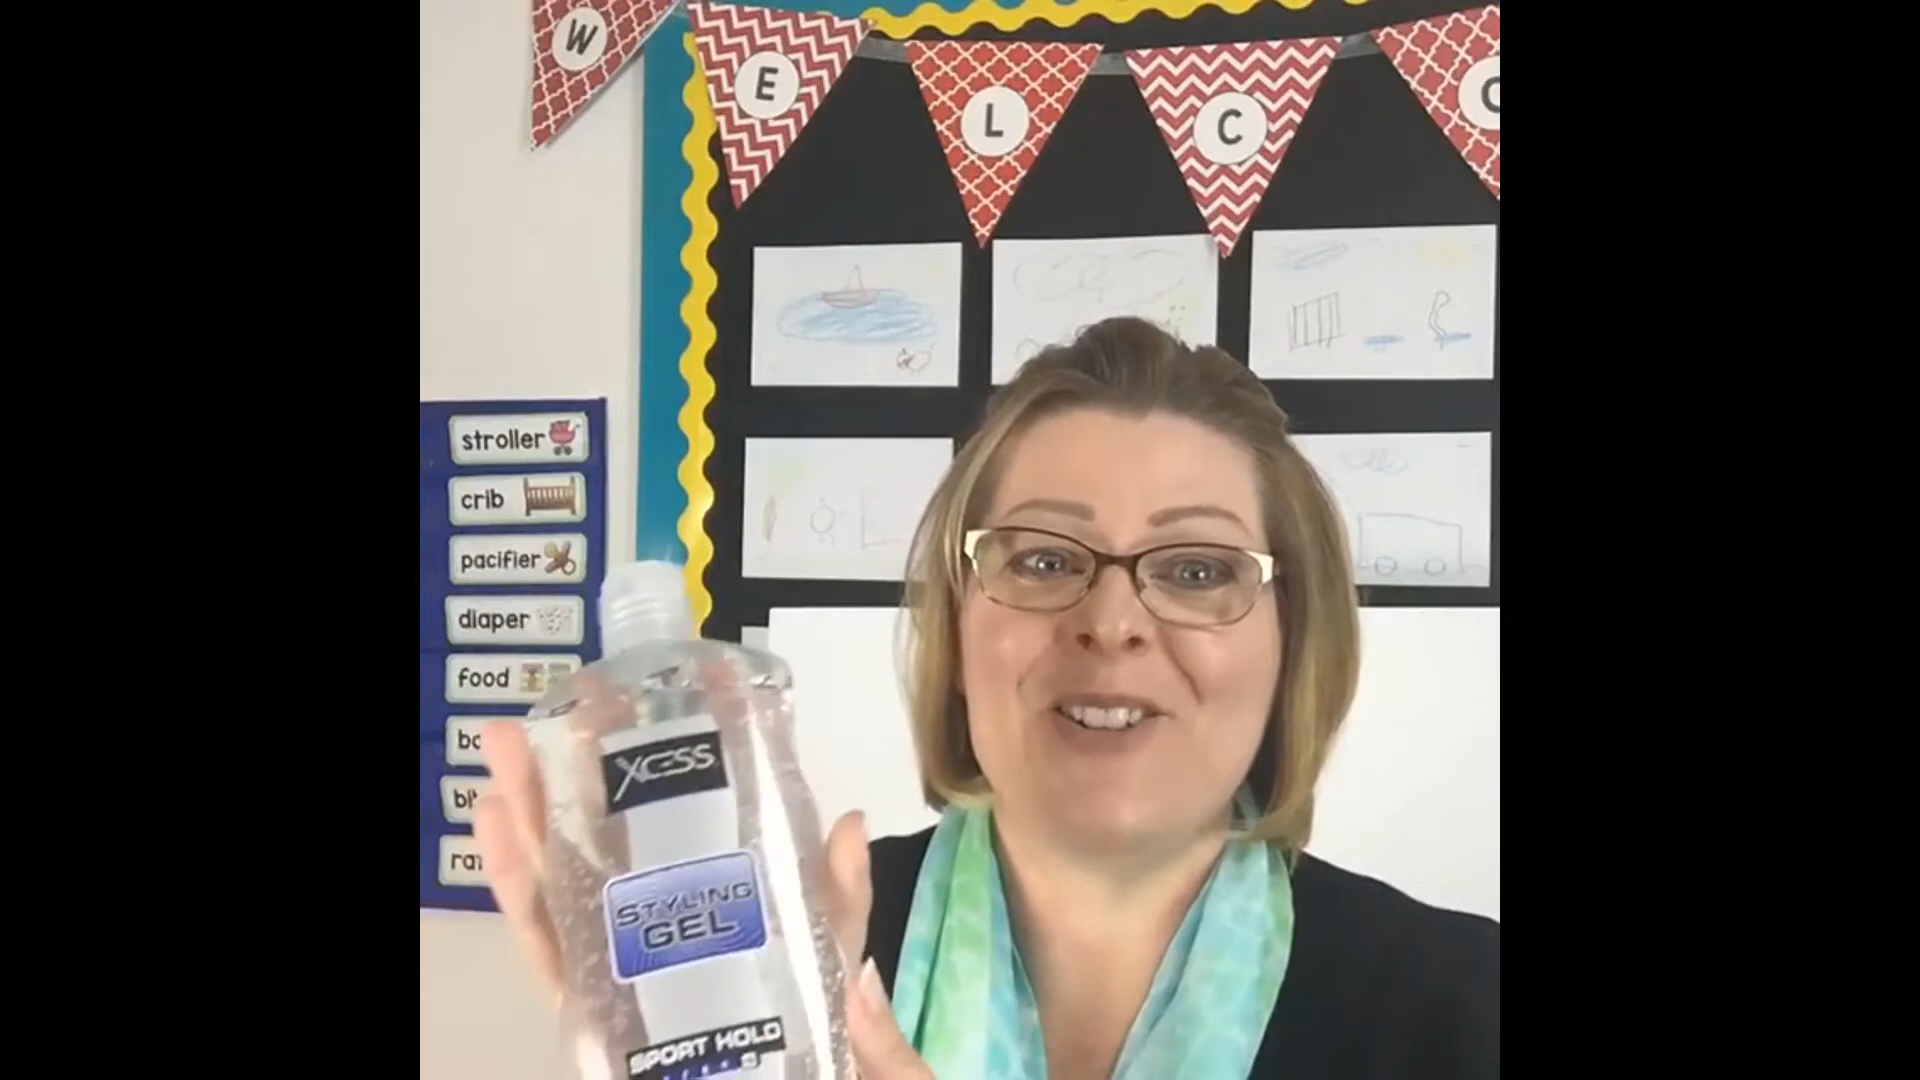 W E L C O
stroller
crib
pacifier
diaper
food
XCESS
STYLING
GEL
SPORT HOLD